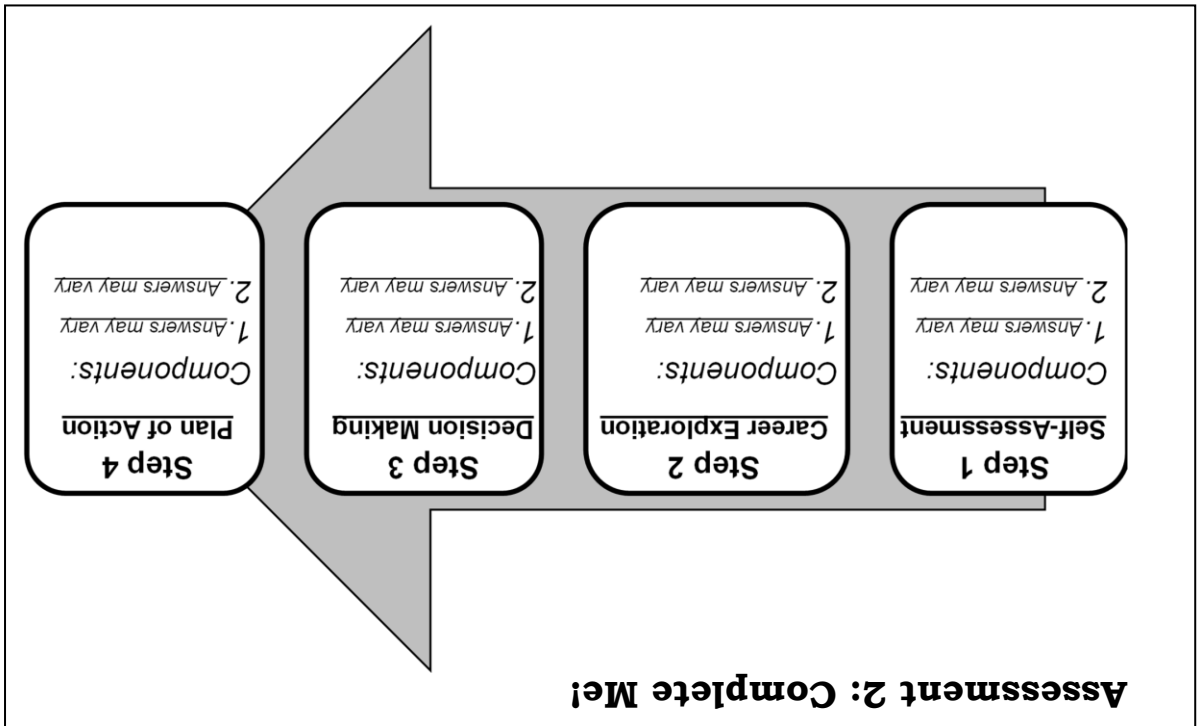 Assessment 2: Complete Me!
Step 1
Self-Assessment
Components:
1. Answers may vary
2. Answers may vary
Step 2
Career Exploration
Components:
1. Answers may vary
2. Answers may vary
Step 3
Decision Making
Components:
1. Answers may vary
2. Answers may vary
Step 4
Plan of Action
Components:
1. Answers may vary
2. Answers may vary